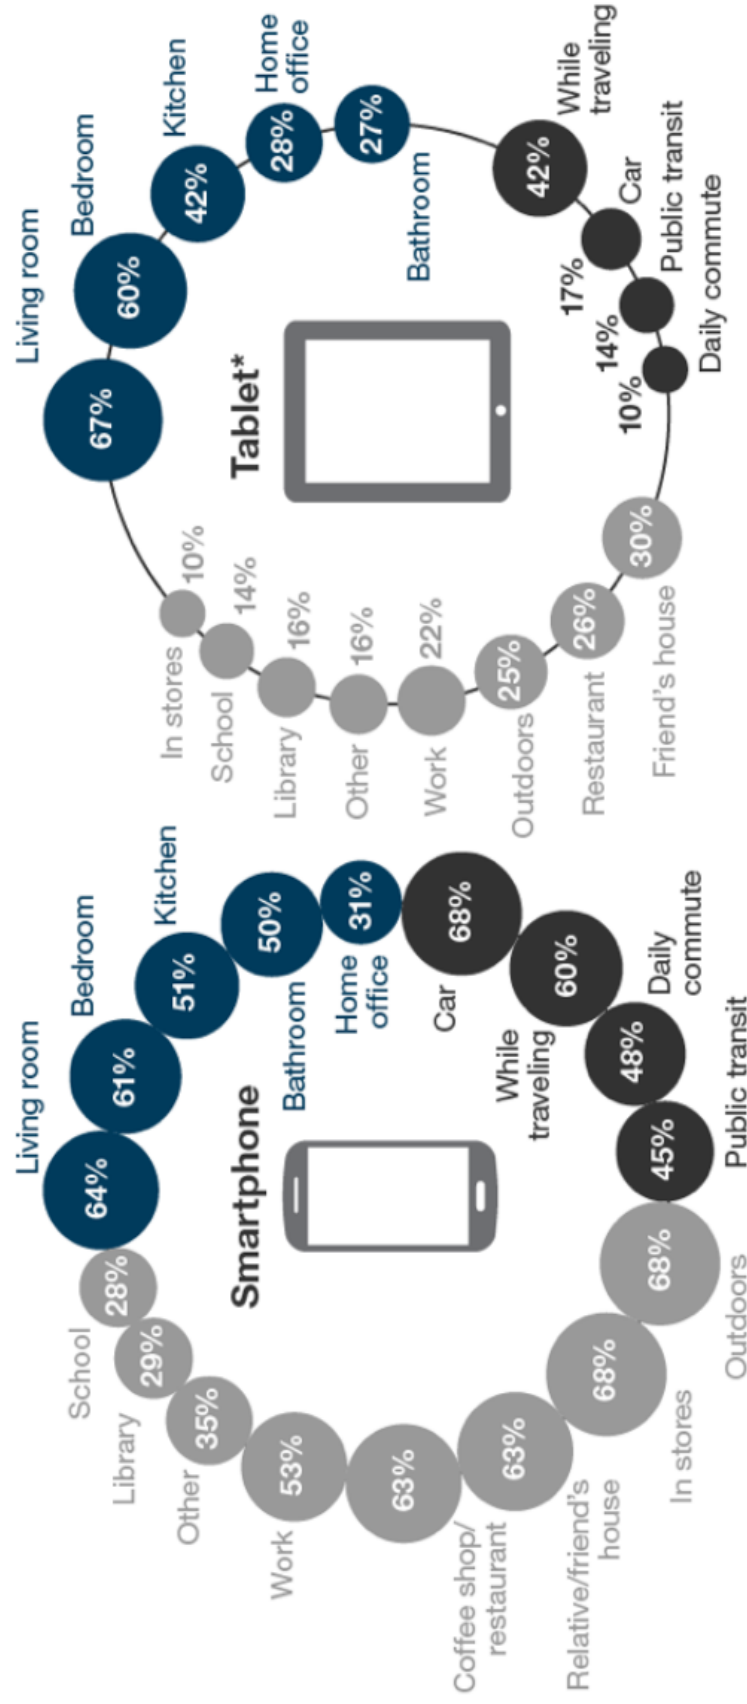 Smartphone
Living room
64%
Bedroom
61%
Kitchen
51%
Bathroom
50%
Home
office
31%
Car
68%
While
traveling
60%
Daily
commute
48%
Public transit
45%
Outdoors
68%
In stores
68%
Relative/friend's
house
63%
Coffee shop/
restaurant
63%
Work
53%
Other
35%
Library
29%
School
28%
Tablet*
Living room
67%
Bedroom
60%
Kitchen
42%
Home
office
28%
Bathroom
27%
While
traveling
42%
Car
17%
Public transit
14%
Daily commute
10%
Friend's house
30%
Restaurant
26%
Outdoors
25%
Work
22%
Other
16%
Library
16%
School
14%
In stores
10%